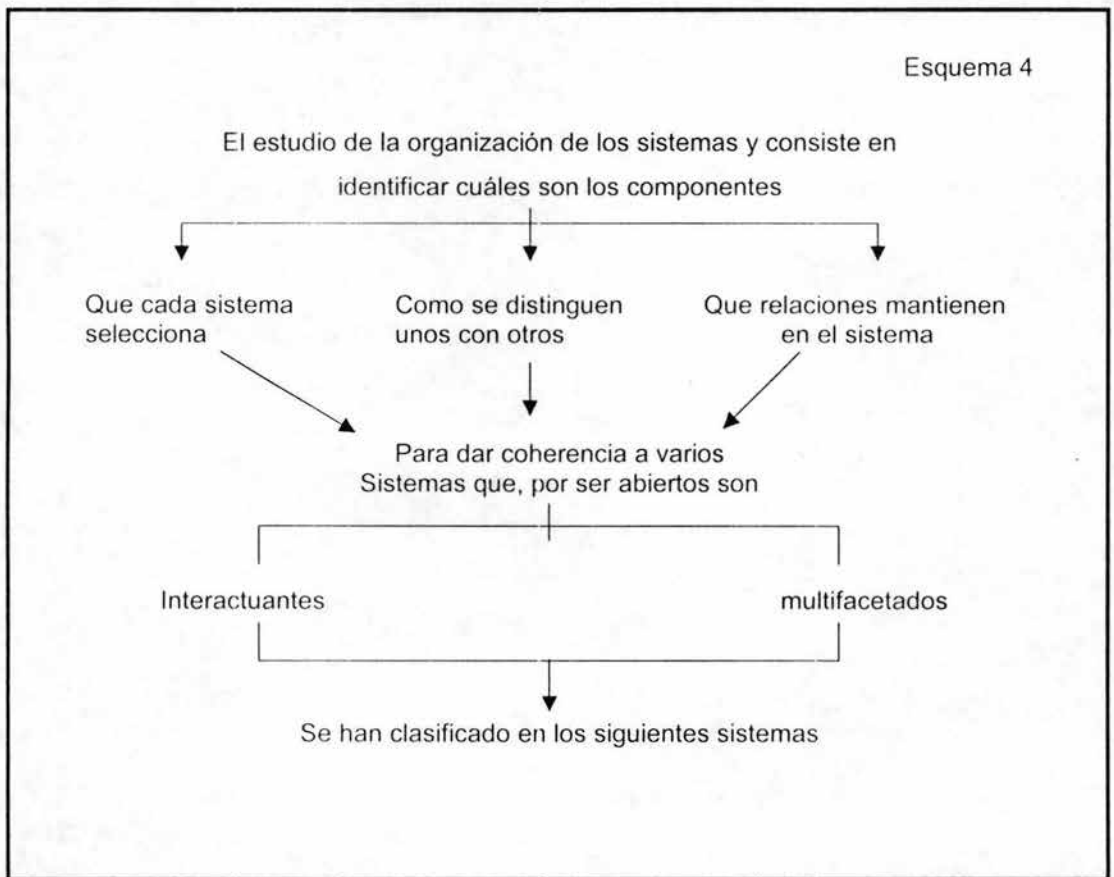 Esquema 4
El estudio de la organización de los sistemas y consiste en
identificar cuáles son los componentes
Que cada sistema
selecciona
Como se distinguen
unos con otros
Que relaciones mantienen
en el sistema
Para dar coherencia a varios
Sistemas que, por ser abiertos son
Interactuantes
multifacetados
Se han clasificado en los siguientes sistemas